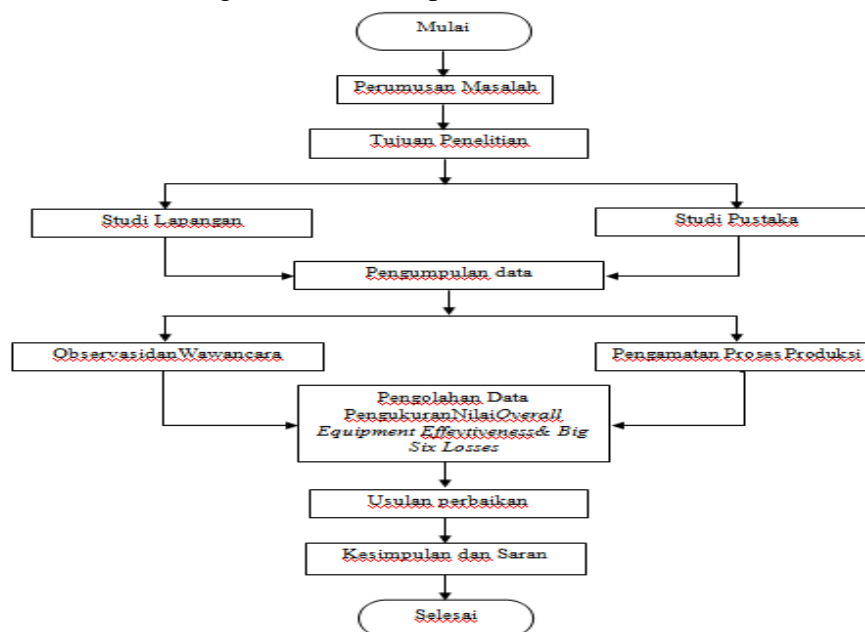 Mulai
Perumusan Masalah
Tujuan Penelitian
Studi Lapangan
Studi Pustaka
Pengumpulan data
ObservasidanWawancara
Pengamatan Proses Produksi
Pengolahan Data
PengukuranNilaiOverall
Equipment Effevtiveness& Big
Six Losses
Usulan perbaikan
Kesimpulan dan Saran
Selesai